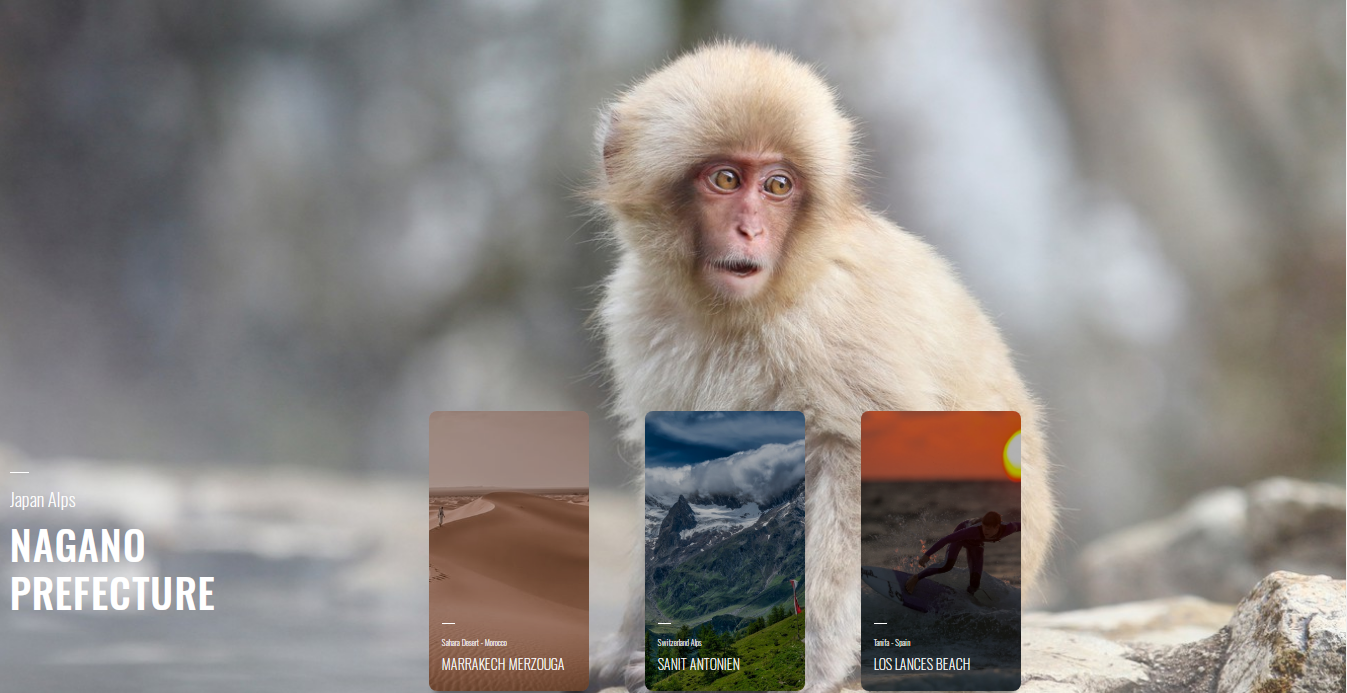 Japan Alps
NAGANO
PREFECTURE
Sahara Desert - Morocco
MARRAKECH MERZOUGA
Switzerland Alps
SANIT ANTONIEN
Tarifa - Spain
LOS LANCES BEACH